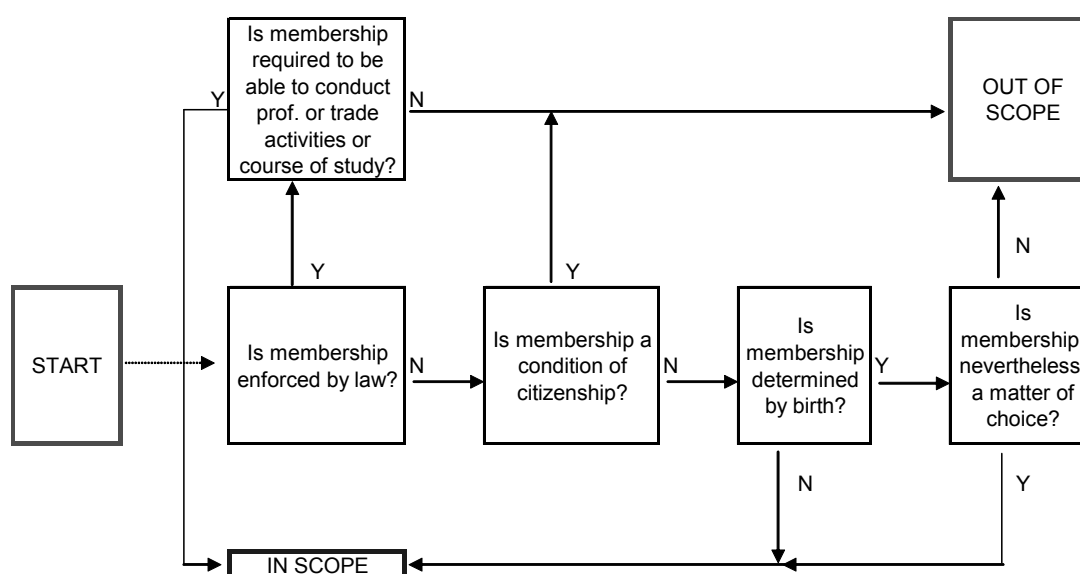 Is membership
required to be
able to conduct
prof. or trade
activities or
course of study?
Y
N
OUT OF
SCOPE
Y
Y
N
START
Is membership
enforced by law?
N
Is membership a
condition of
citizenship?
N
Is
membership
determined
by birth?
Y
Is
membership
nevertheless
a matter of
choice?
N
Y
IN SCOPE